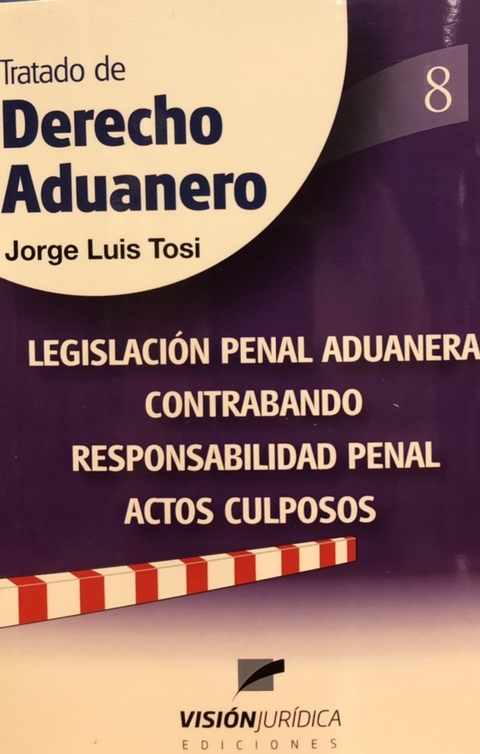 Tratado de
8
Derecho
Aduanero
Jorge Luis Tosi
LEGISLACIÓN PENAL ADUANERA
CONTRABANDO
RESPONSABILIDAD PENAL
ACTOS CULPOSOS
VISIÓNJURÍDICA
EDICIONES